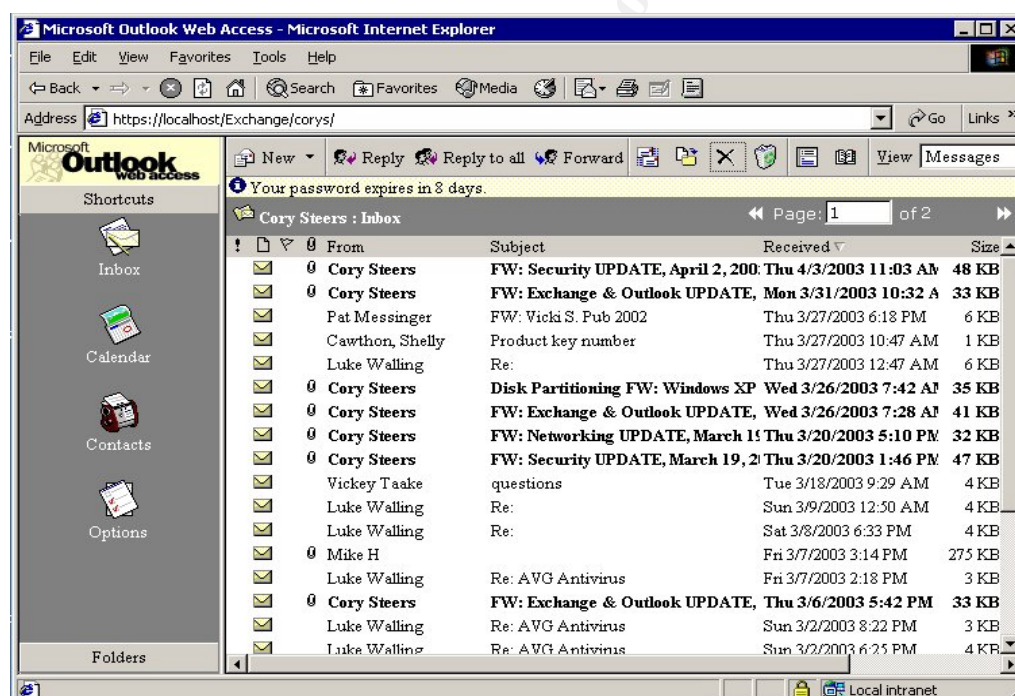 Microsoft Outlook Web Access - Microsoft Internet Explorer
File Edit View Favorites Tools Help
Back Search Favorites Media
Address https://localhost/Exchange/corys/ Go Links »
Microsoft Outlook web access
New Reply Reply to all Forward View Messages
Your password expires in 8 days.
Shortcuts
Cory Steers : Inbox Page: 1 of 2
! From Subject Received Size
Cory Steers FW: Security UPDATE, April 2, 200: Thu 4/3/2003 11:03 AM 48 KB
Cory Steers FW: Exchange & Outlook UPDATE, Mon 3/31/2003 10:32 A 33 KB
Pat Messinger FW: Vicki S. Pub 2002 Thu 3/27/2003 6:18 PM 6 KB
Cawthon, Shelly Product key number Thu 3/27/2003 10:47 AM 1 KB
Luke Walling Re: Thu 3/27/2003 12:47 AM 6 KB
Cory Steers Disk Partitioning FW: Windows XP Wed 3/26/2003 7:42 AM 35 KB
Cory Steers FW: Exchange & Outlook UPDATE, Wed 3/26/2003 7:28 AM 41 KB
Cory Steers FW: Networking UPDATE, March 19 Thu 3/20/2003 5:10 PM 32 KB
Cory Steers FW: Security UPDATE, March 19, 2 Thu 3/20/2003 1:46 PM 47 KB
Vickey Taake questions Tue 3/18/2003 9:29 AM 4 KB
Luke Walling Re: Sun 3/9/2003 12:50 AM 4 KB
Luke Walling Re: Sat 3/8/2003 6:33 PM 4 KB
Mike H Fri 3/7/2003 3:14 PM 275 KB
Luke Walling Re: AVG Antivirus Fri 3/7/2003 2:18 PM 3 KB
Cory Steers FW: Exchange & Outlook UPDATE, Thu 3/6/2003 5:42 PM 33 KB
Luke Walling Re: AVG Antivirus Sun 3/2/2003 8:22 PM 3 KB
Luke Walling Re: AVG Antivirus Sun 3/2/2003 6:25 PM 4 KB
Inbox
Calendar
Contacts
Options
Folders
Local intranet